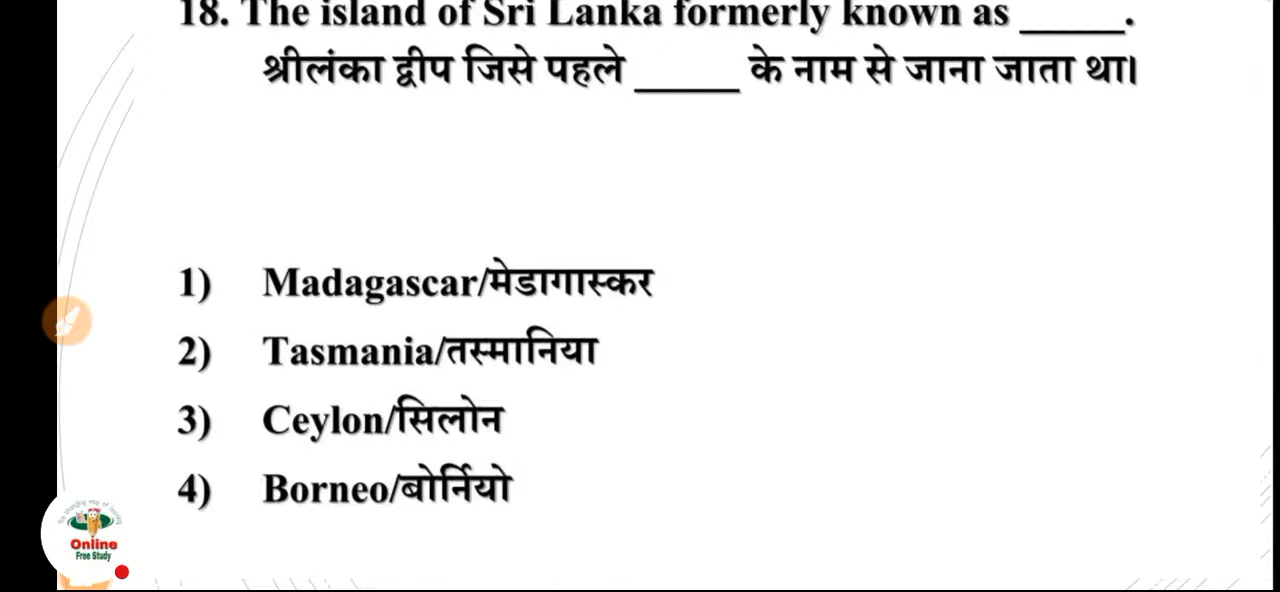 18. The island of Sri Lanka formerly known as _____.
श्रीलंका द्वीप जिसे पहले _____ के नाम से जाना जाता था।
1) Madagascar/मेडागास्कर
2) Tasmania/तस्मानिया
3) Ceylon/सिलोन
4) Borneo/बोर्नियो
Online
Free Study